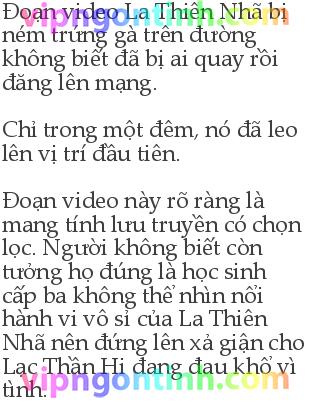 vipngontinh.com
Đoạn video La Thiên Nhã bị
ném trứng gà trên đường
không biết đã bị ai quay rồi
đăng lên mạng.
Chỉ trong một đêm, nó đã leo
lên vị trí đầu tiên.
Đoạn video này rõ ràng là
mang tính lưu truyền có chọn
lọc. Người không biết còn
tưởng họ đúng là học sinh
cấp ba không thể nhìn nổi
hành vi vô sỉ của La Thiên
Nhã nên đứng lên xả giận cho
Lạc Thần Hi đang đau khổ vì
tình.
vipngontinh.com